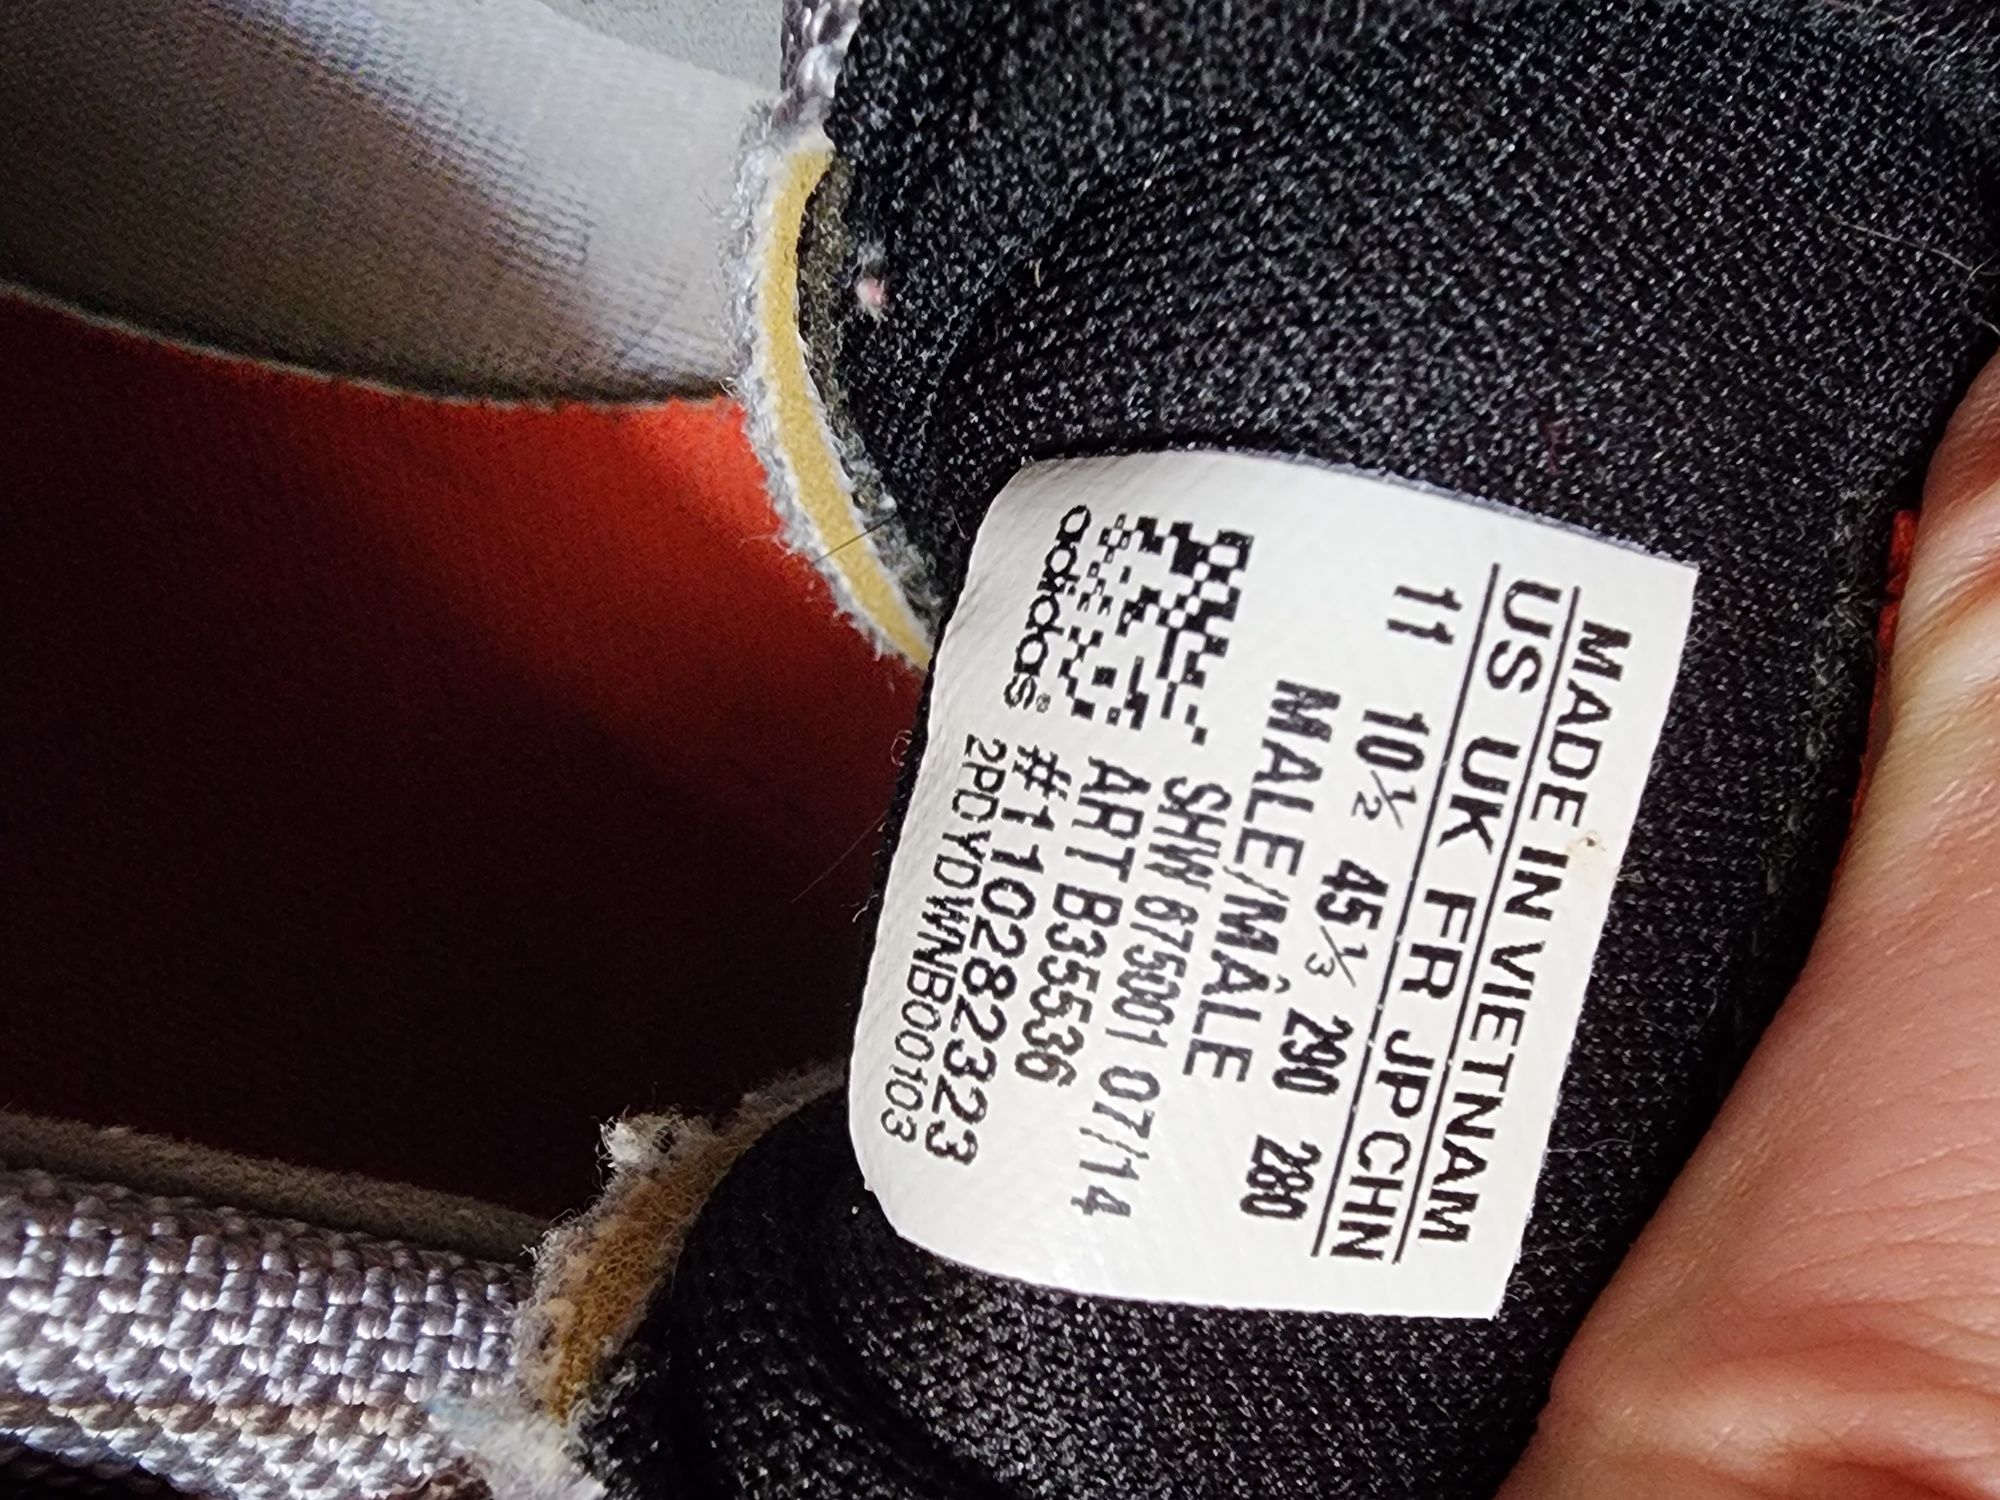 MADE IN VIETNAM
US UK FR JP CHN
11 10½ 45⅓ 290 280
MALE/MÂLE
SHW 675001 07/14
ART B35536
#110282323
2PDYDWNB00103
adidas®